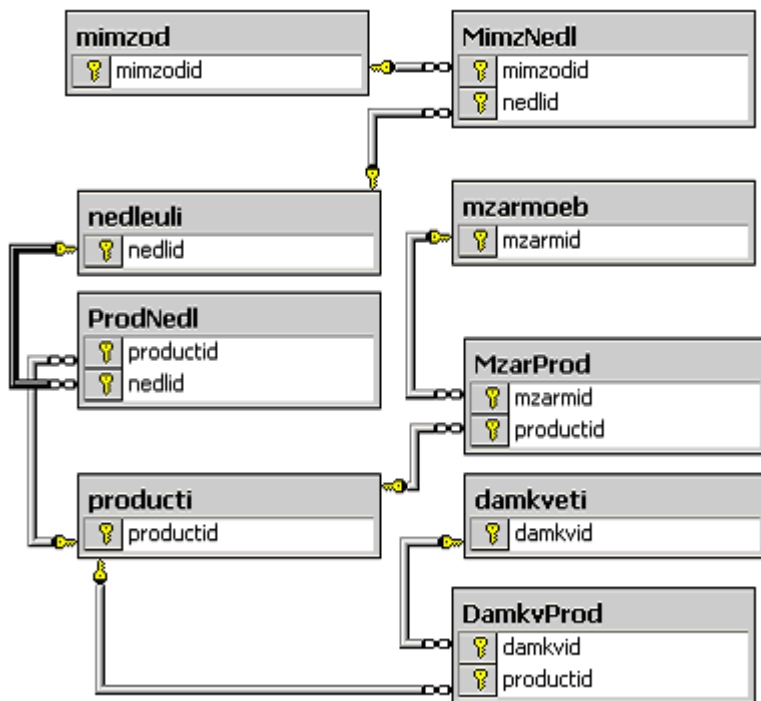 mimzod
mimzodid
MimzNedl
mimzodid
nedlid
nedleuli
nedlid
mzarmoeb
mzarmid
ProdNedl
productid
nedlid
MzarProd
mzarmid
productid
producti
productid
damkveti
damkvid
DamkvProd
damkvid
productid